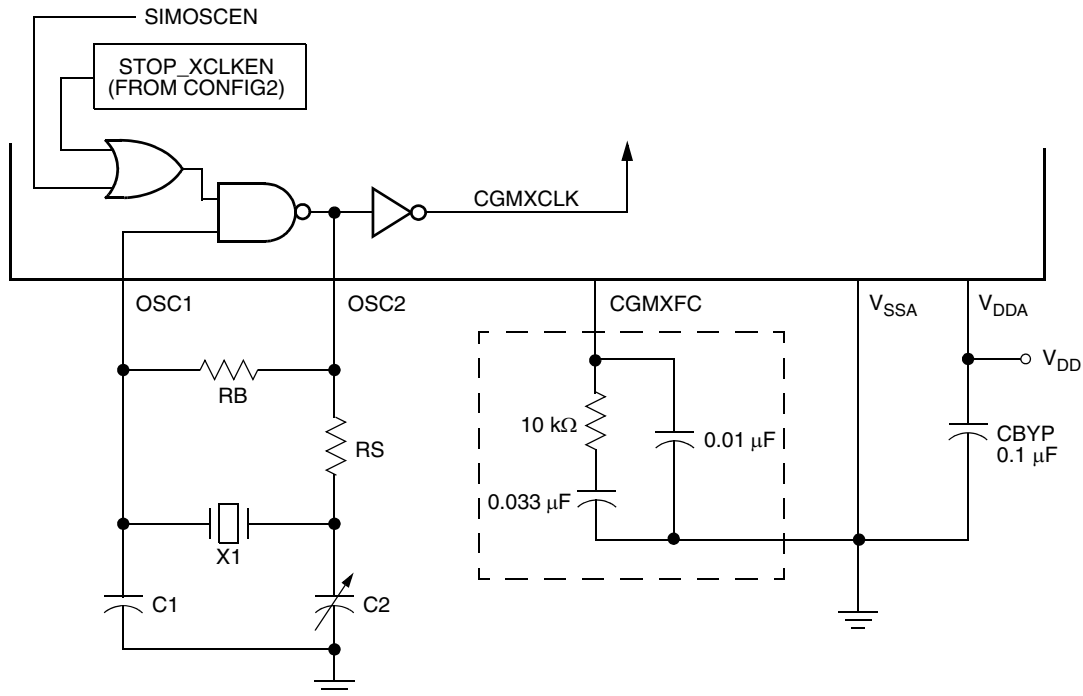 SIMOSCEN
STOP_XCLKEN
(FROM CONFIG2)
CGMXCLK
OSC1
OSC2
CGMXFC
VSSA
VDDA
VDD
RB
10 kΩ
0.01 μF
CBYP
0.1 μF
RS
0.033 μF
X1
C1
C2